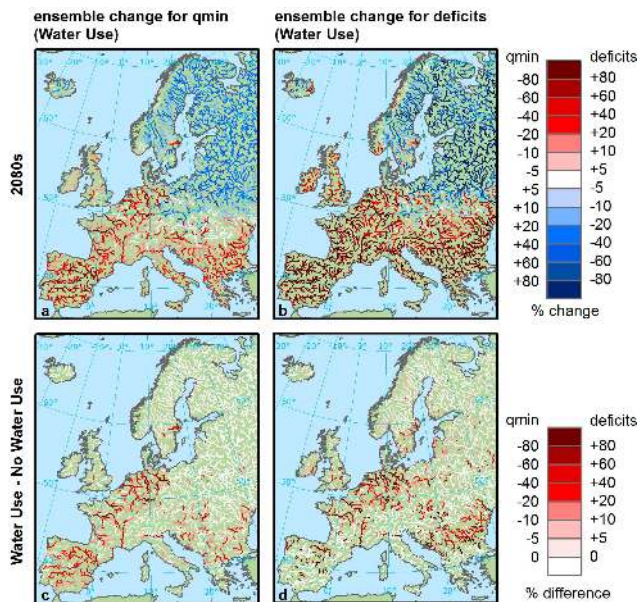 ensemble change for qmin
(Water Use)
ensemble change for deficits
(Water Use)
2080s
a
b
qmin deficits
-80 +80
-60 +60
-40 +40
-20 +20
-10 +10
-5 +5
+5 -5
+10 -10
+20 -20
+40 -40
+60 -60
+80 -80
% change
Water Use - No Water Use
c
d
qmin deficits
-80 +80
-60 +60
-40 +40
-20 +20
-10 +10
-5 +5
0 0
% difference